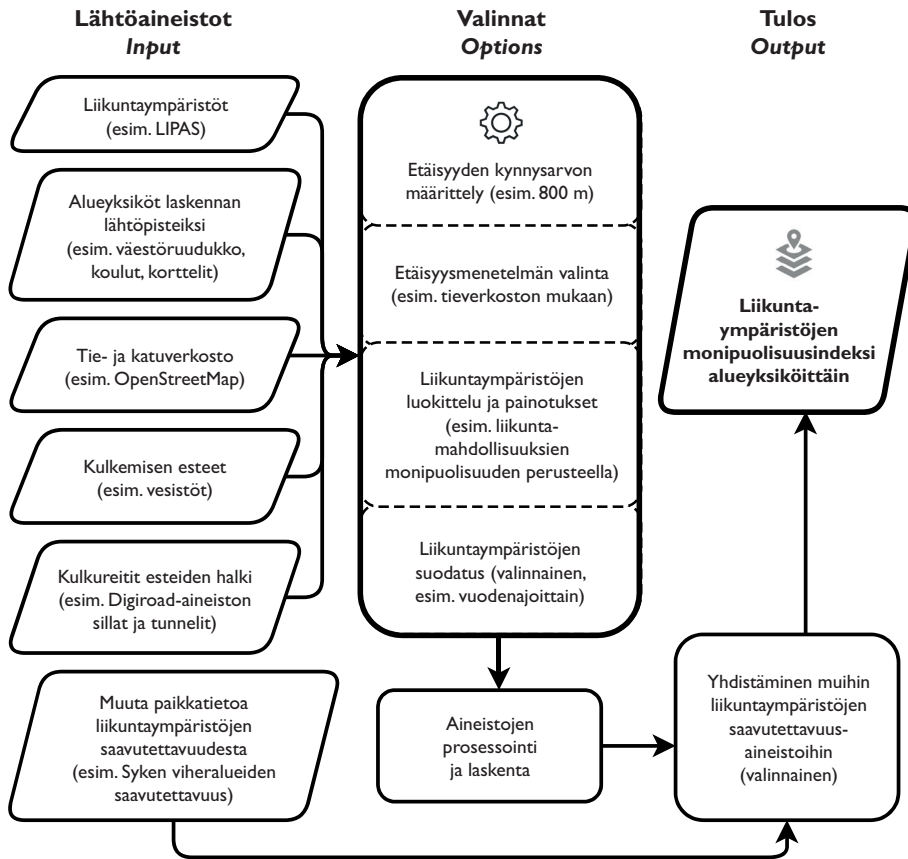 Lähtöaineistot
Input
Liikuntaympäristöt
(esim. LIPAS)
Alueyksiköt laskennan
lähtöpisteiksi
(esim. väestöruudukko,
koulut, korttelit)
Tie- ja katuverkosto
(esim. OpenStreetMap)
Kulkemisen esteet
(esim. vesistöt)
Kulkureitit esteiden halki
(esim. Digiroad-aineiston
sillat ja tunnelit)
Muuta paikkatietoa
liikuntaympäristöjen
saavutettavuudesta
(esim. Syken viheralueiden
saavutettavuus)
Valinnat
Options
Etäisyyden kynnysarvon
määrittely (esim. 800 m)
Etäisyysmenetelmän valinta
(esim. tieverkoston mukaan)
Liikuntaympäristöjen
luokittelu ja painotukset
(esim. liikunta-
mahdollisuuksien
monipuolisuuden perusteella)
Liikuntaympäristöjen
suodatus (valinnainen,
esim. vuodenajoittain)
Aineistojen
prosessointi
ja laskenta
Tulos
Output
Liikunta-
ympäristöjen
monipuolisuusindeksi
alueyksiköittäin
Yhdistäminen muihin
liikuntaympäristöjen
saavutettavuus-
aineistoihin
(valinnainen)